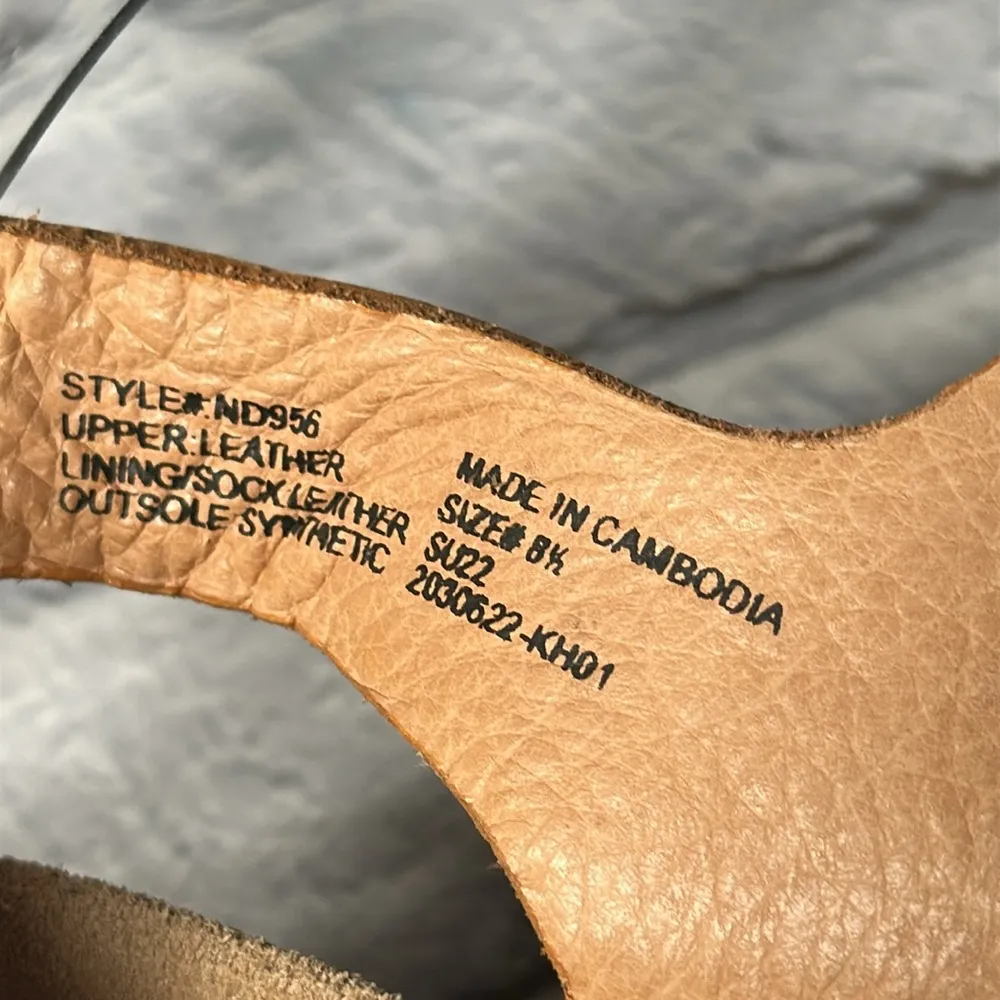 STYLE#:ND956
UPPER:LEATHER
LINING/SOCK:LEATHER
OUTSOLE SYNTHETIC
MADE IN CAMBODIA
SIZE# 8½
SU22
2030622-KH01